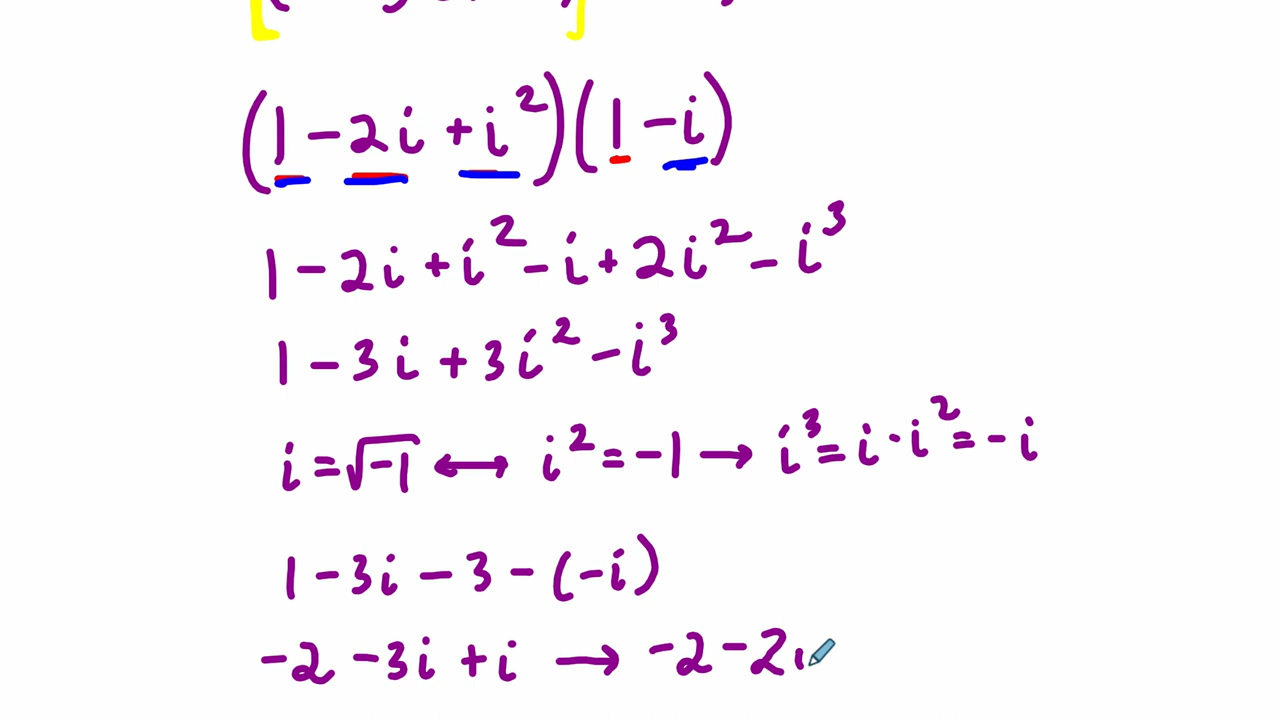 (1 - 2i + i²)(1 - i)
1 - 2i + i² - i + 2i² - i³
1 - 3i + 3i² - i³
i = √-1 ⟷ i² = -1 → i³ = i · i² = -i
1 - 3i - 3 - (-i)
-2 - 3i + i → -2 - 2